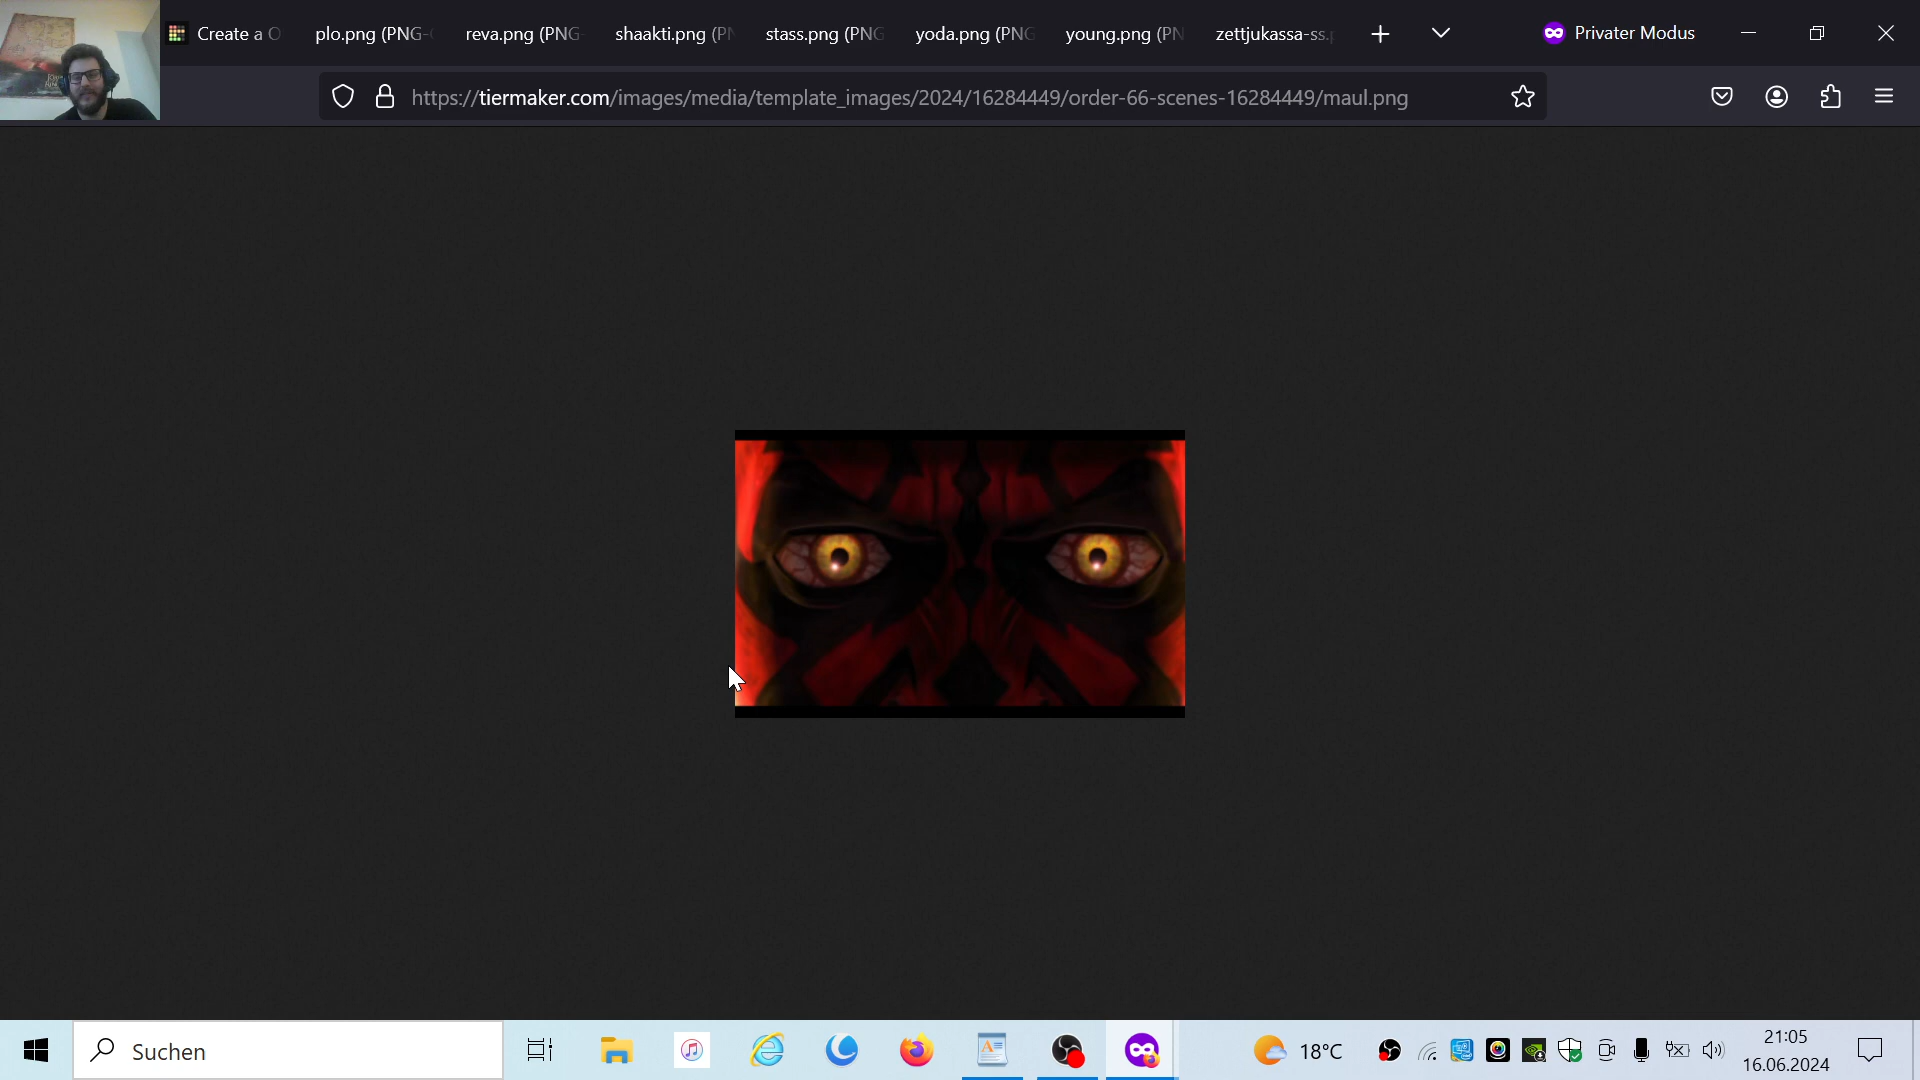 Create a O
plo.png (PNG-
reva.png (PNG-
shaakti.png (PN
stass.png (PNG
yoda.png (PNG
young.png (PN
zettjukassa-ss.p
Privater Modus
https://tiermaker.com/images/media/template_images/2024/16284449/order-66-scenes-16284449/maul.png
Suchen
18°C
21:05
16.06.2024